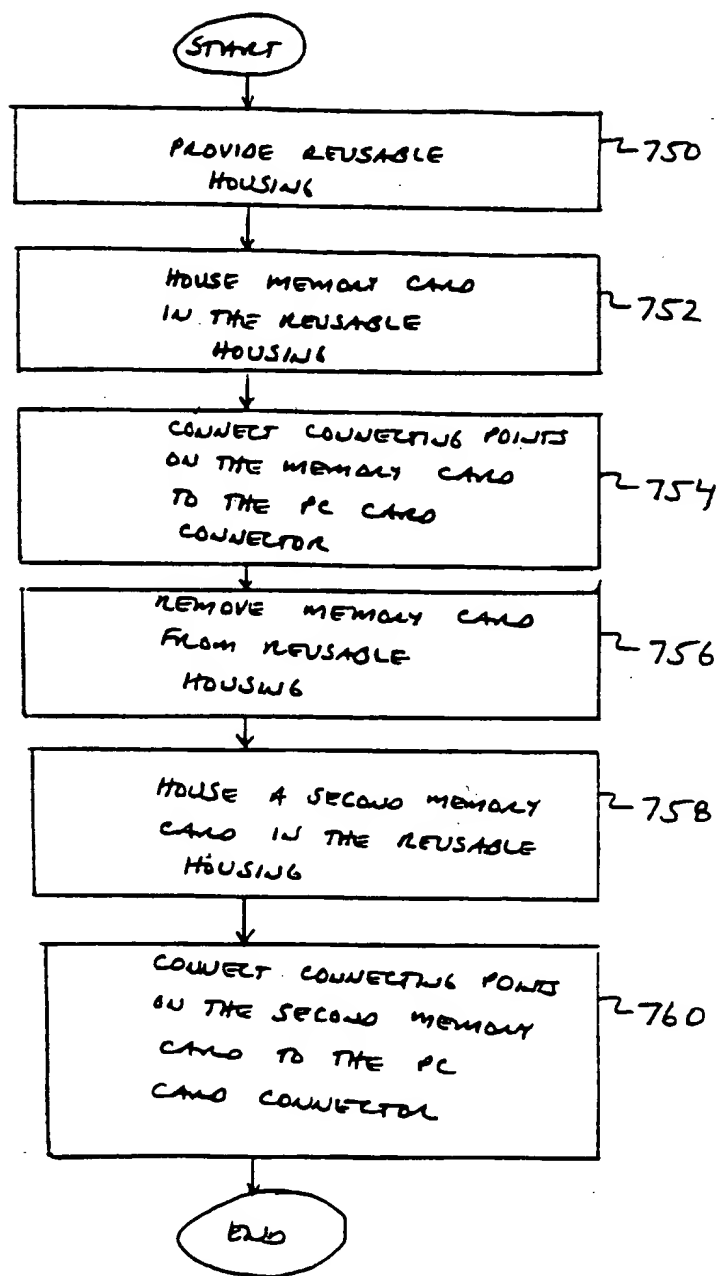 START
PROVIDE REUSABLE
HOUSING
750
HOUSE MEMORY CARD
IN THE REUSABLE
HOUSING
752
CONNECT CONNECTING POINTS
ON THE MEMORY CARD
TO THE PC CARD
CONNECTOR
754
REMOVE MEMORY CARD
FROM REUSABLE
HOUSING
756
HOUSE A SECOND MEMORY
CARD IN THE REUSABLE
HOUSING
758
CONNECT CONNECTING POINTS
ON THE SECOND MEMORY
CARD TO THE PC
CARD CONNECTOR
760
END